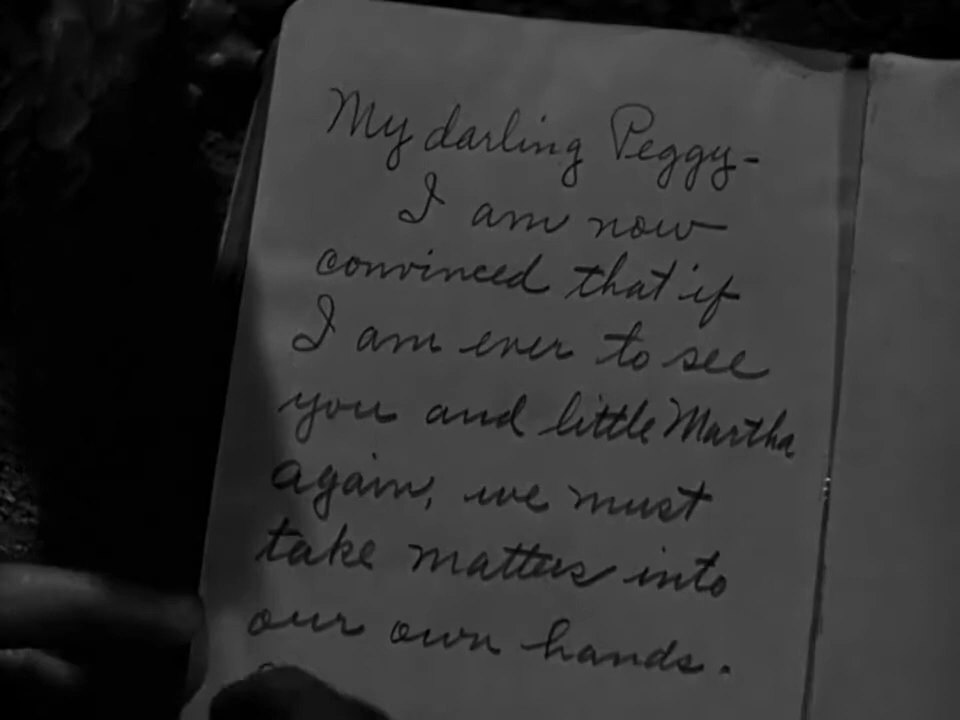 My darling Peggy-
I am now
convinced that if
I am ever to see
you and little Martha
again, we must
take matters into
our own hands.